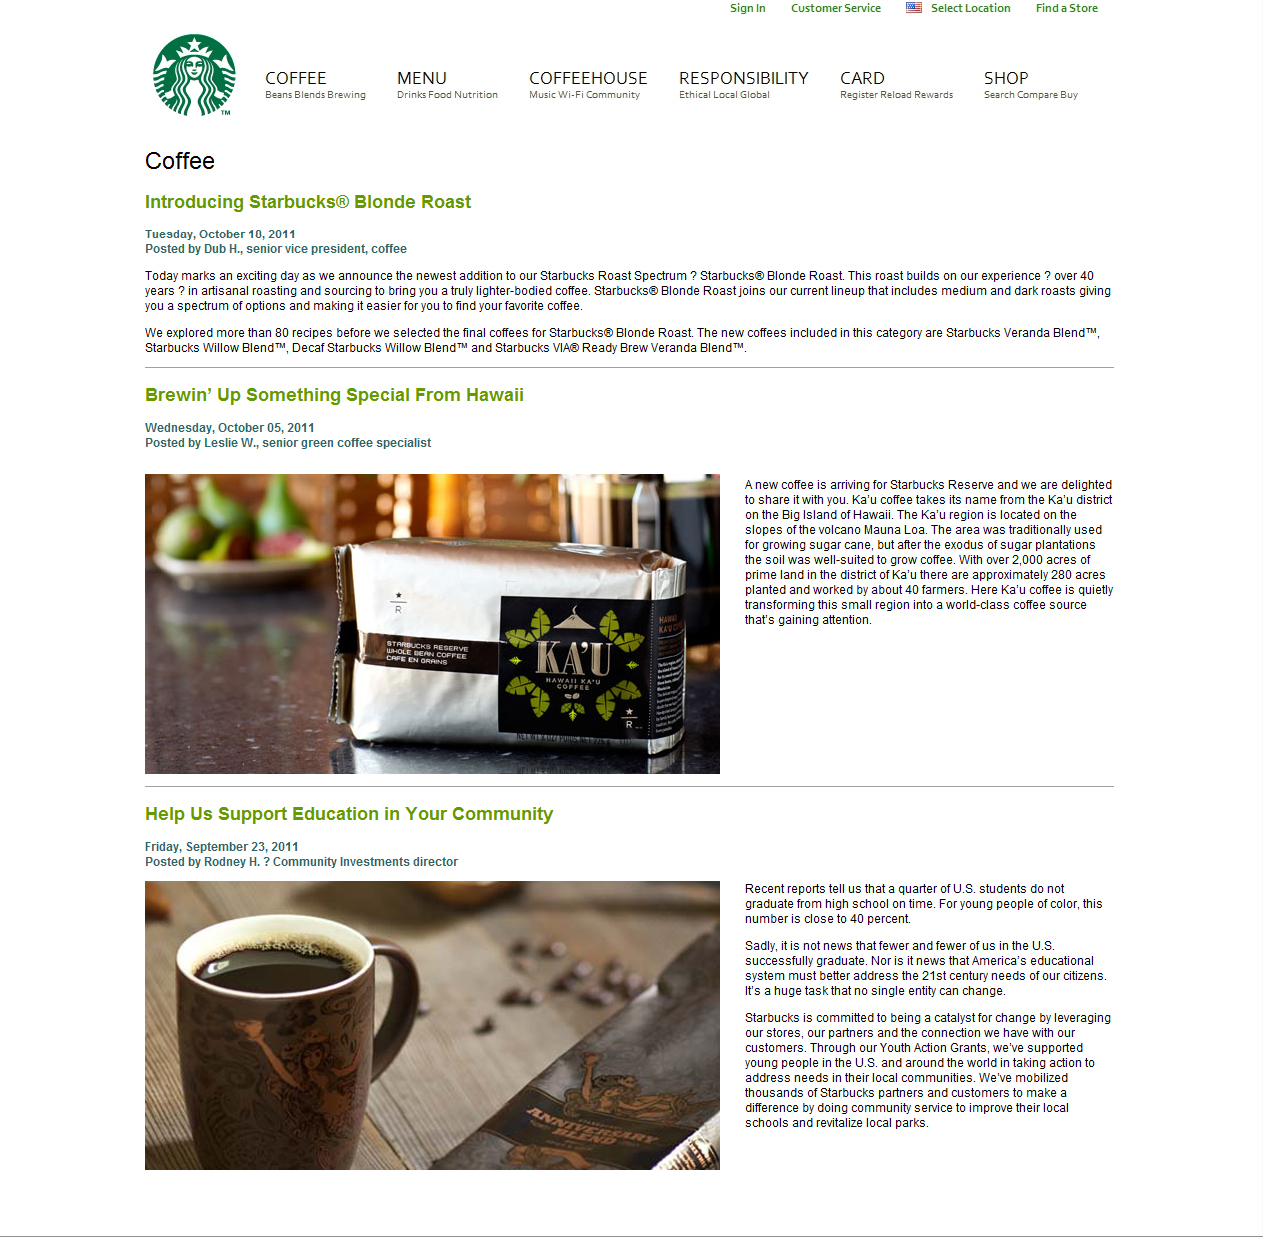 Sign In Customer Service Select Location Find a Store
COFFEE MENU COFFEEHOUSE RESPONSIBILITY CARD SHOP
Beans Blends Brewing Drinks Food Nutrition Music Wi-Fi Community Ethical Local Global Register Reload Rewards Search Compare Buy
TM
Coffee
Introducing Starbucks® Blonde Roast
Tuesday, October 18, 2011
Posted by Dub H., senior vice president, coffee
Today marks an exciting day as we announce the newest addition to our Starbucks Roast Spectrum ? Starbucks® Blonde Roast. This roast builds on our experience ? over 40
years ? in artisanal roasting and sourcing to bring you a truly lighter-bodied coffee. Starbucks® Blonde Roast joins our current lineup that includes medium and dark roasts giving
you a spectrum of options and making it easier for you to find your favorite coffee.
We explored more than 80 recipes before we selected the final coffees for Starbucks® Blonde Roast. The new coffees included in this category are Starbucks Veranda Blend™,
Starbucks Willow Blend™, Decaf Starbucks Willow Blend™ and Starbucks VIA® Ready Brew Veranda Blend™.
Brewin’ Up Something Special From Hawaii
Wednesday, October 05, 2011
Posted by Leslie W., senior green coffee specialist
R
STARBUCKS RESERVE
WHOLE BEAN COFFEE
CAFE EN GRAINS
KA'U
HAWAII KA'U
COFFEE
R
HAWAII
KA'U COFFEE
A new coffee is arriving for Starbucks Reserve and we are delighted
to share it with you. Ka’u coffee takes its name from the Ka’u district
on the Big Island of Hawaii. The Ka’u region is located on the
slopes of the volcano Mauna Loa. The area was traditionally used
for growing sugar cane, but after the exodus of sugar plantations
the soil was well-suited to grow coffee. With over 2,000 acres of
prime land in the district of Ka’u there are approximately 280 acres
planted and worked by about 40 farmers. Here Ka’u coffee is quietly
transforming this small region into a world-class coffee source
that’s gaining attention.
Help Us Support Education in Your Community
Friday, September 23, 2011
Posted by Rodney H. ? Community Investments director
ANNIVERSARY
BLEND
Recent reports tell us that a quarter of U.S. students do not
graduate from high school on time. For young people of color, this
number is close to 40 percent.
Sadly, it is not news that fewer and fewer of us in the U.S.
successfully graduate. Nor is it news that America’s educational
system must better address the 21st century needs of our citizens.
It’s a huge task that no single entity can change.
Starbucks is committed to being a catalyst for change by leveraging
our stores, our partners and the connection we have with our
customers. Through our Youth Action Grants, we’ve supported
young people in the U.S. and around the world in taking action to
address needs in their local communities. We’ve mobilized
thousands of Starbucks partners and customers to make a
difference by doing community service to improve their local
schools and revitalize local parks.